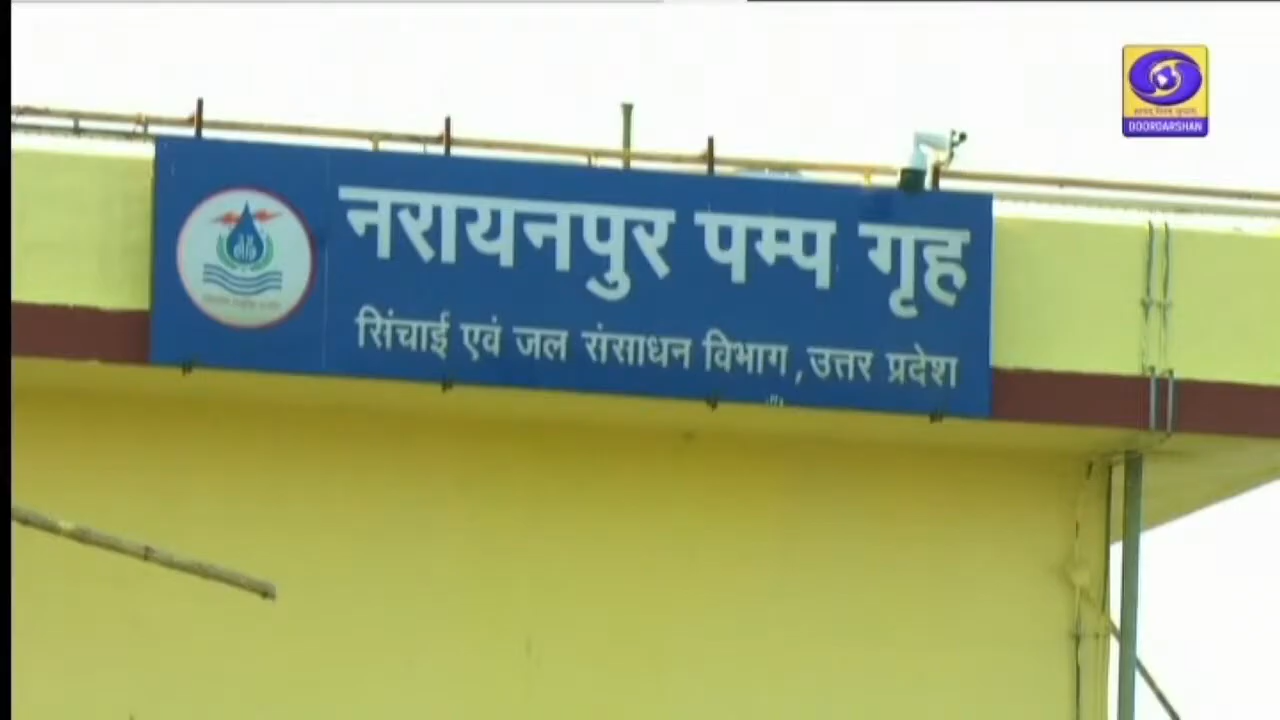 नरायनपुर पम्प गृह
सिंचाई एवं जल संसाधन विभाग, उत्तर प्रदेश
DOORDARSHAN